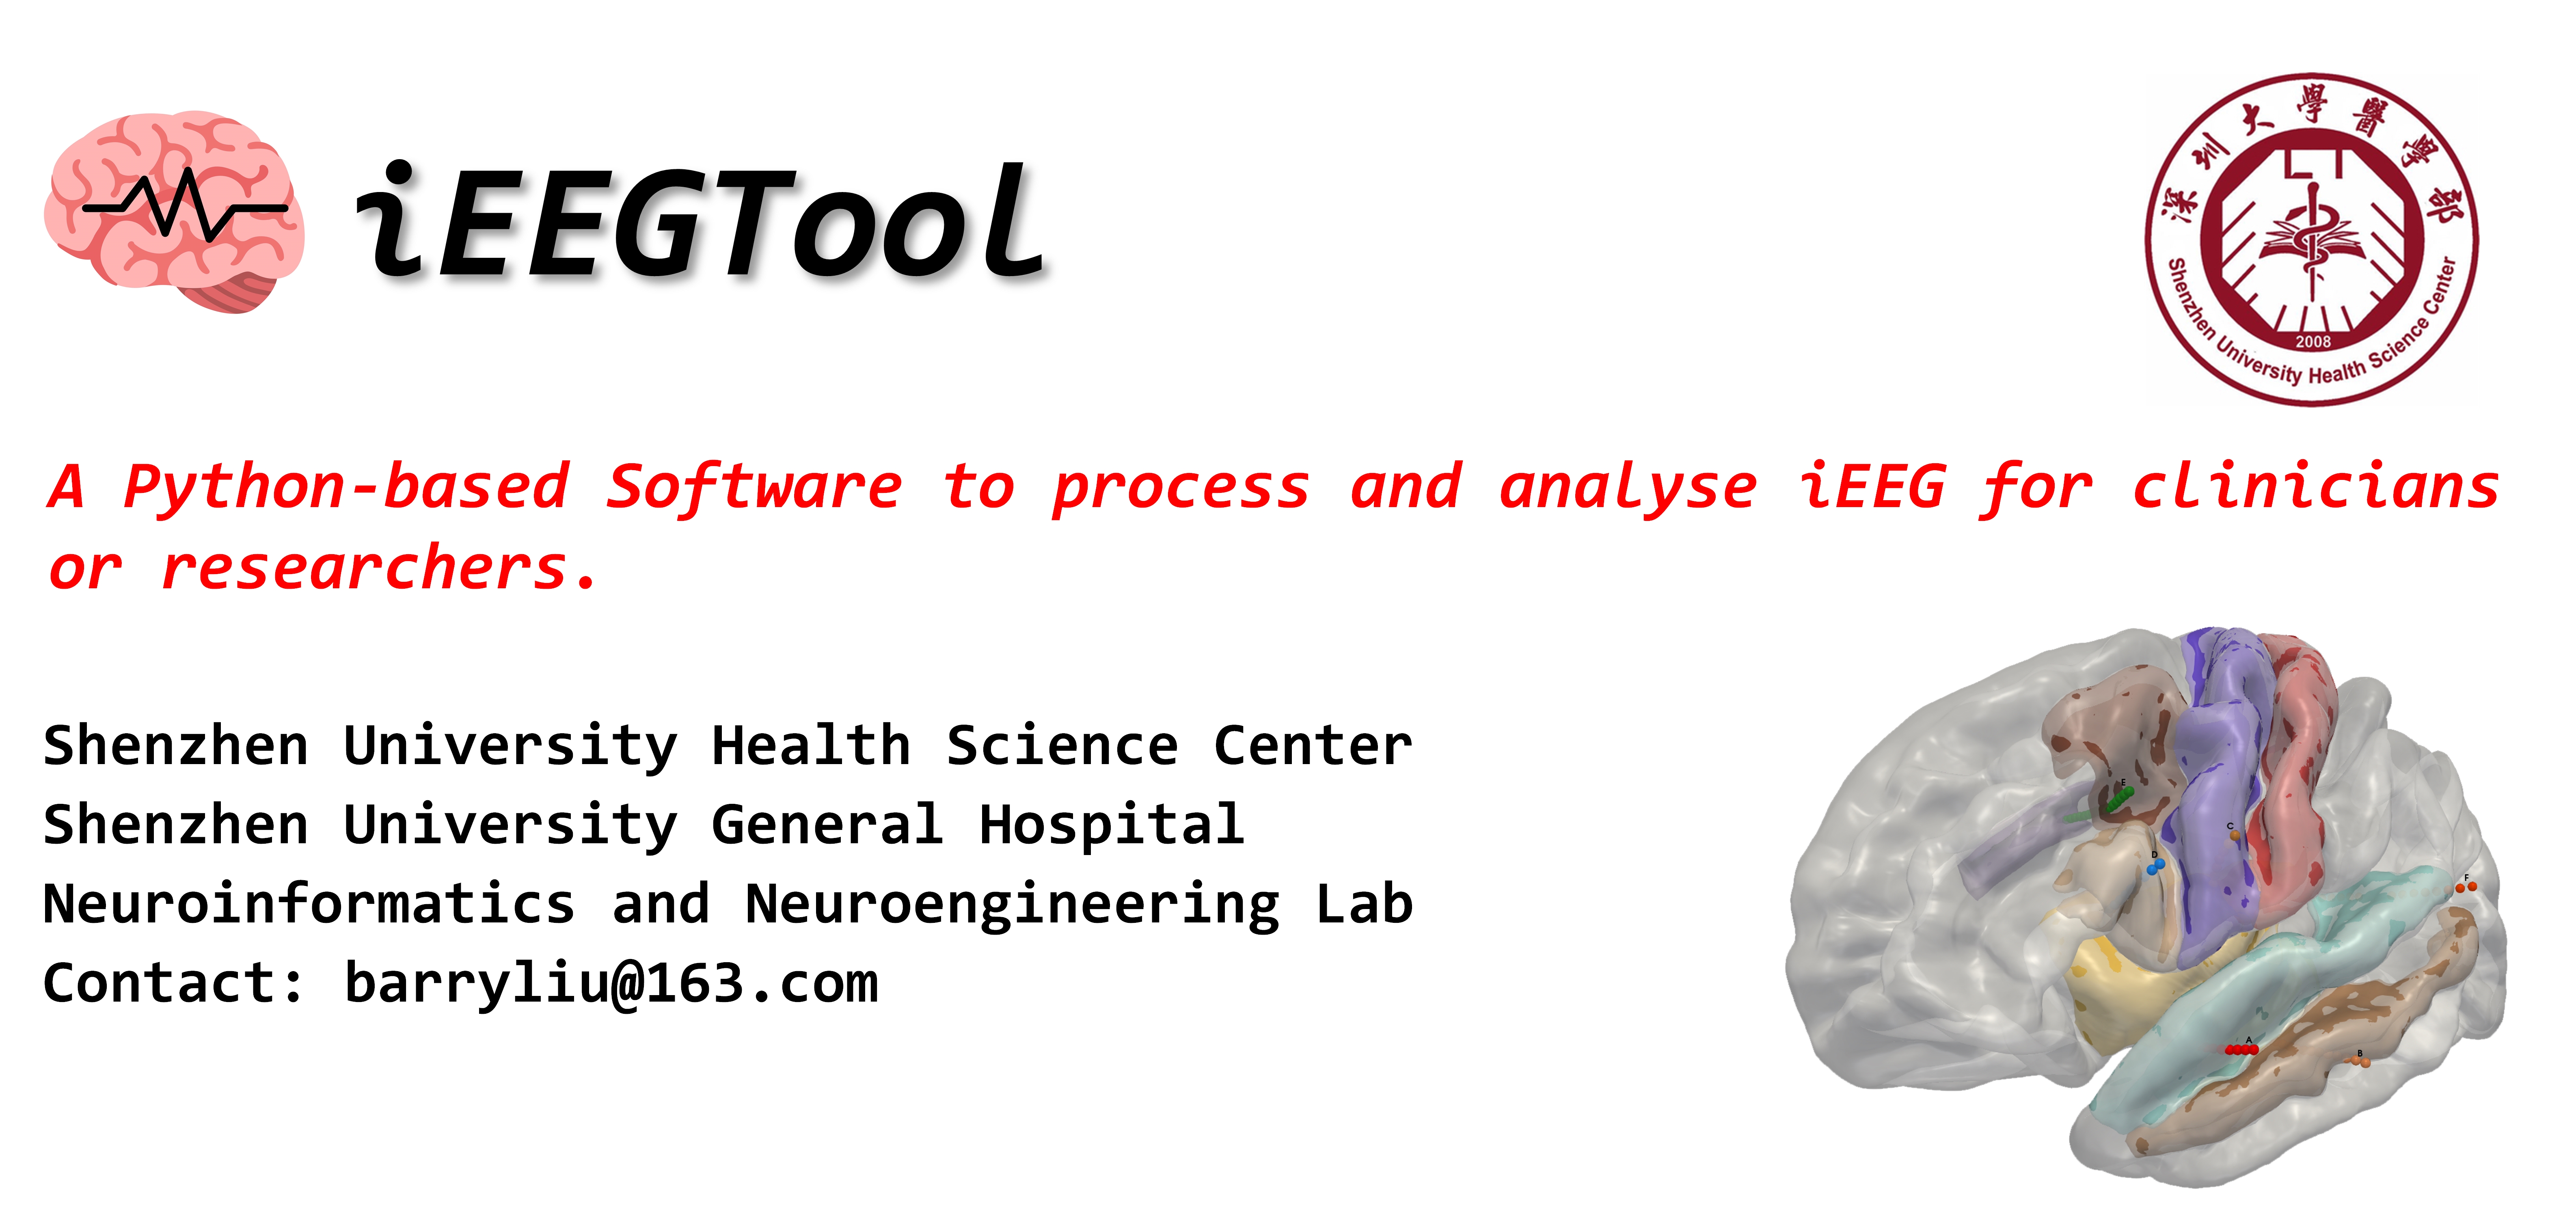 iEEGTool
深圳大學醫學部
Shenzhen University Health Science Center
2008
A Python-based Software to process and analyse iEEG for clinicians
or researchers.
Shenzhen University Health Science Center
Shenzhen University General Hospital
Neuroinformatics and Neuroengineering Lab
Contact: barryliu@163.com
E
C
D
F
A
B